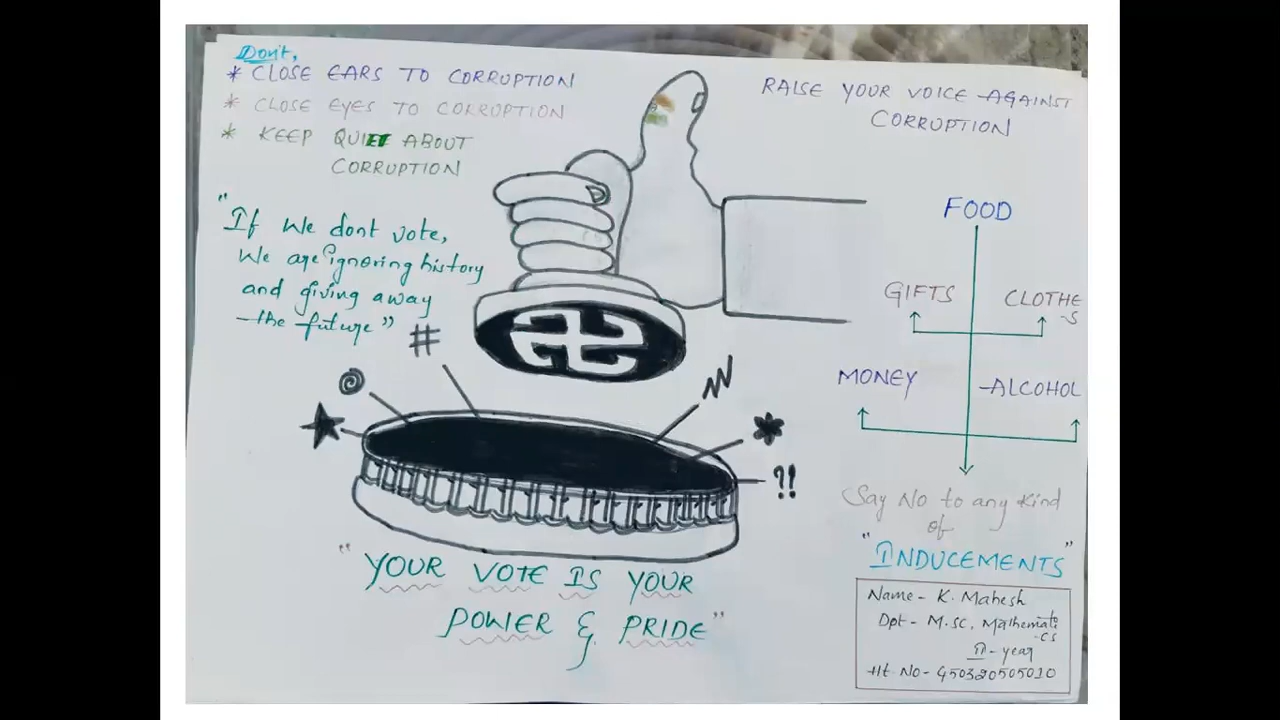 Don't,
* CLOSE EARS TO CORRUPTION
* CLOSE EYES TO CORRUPTION
* KEEP QUIET ABOUT
CORRUPTION
"If we dont vote,
We are ignoring history
and giving away
the future"
RAISE YOUR VOICE AGAINST
CORRUPTION
FOOD
GIFTS
CLOTHE
-S
MONEY
ALCOHOL
Say No to any kind
of
"INDUCEMENTS"
#
?!
"YOUR VOTE IS YOUR
POWER & PRIDE"
Name - K. Mahesh
Dpt - M.SC, Mathemati
-cs
II - year
Ht No - 450320505010